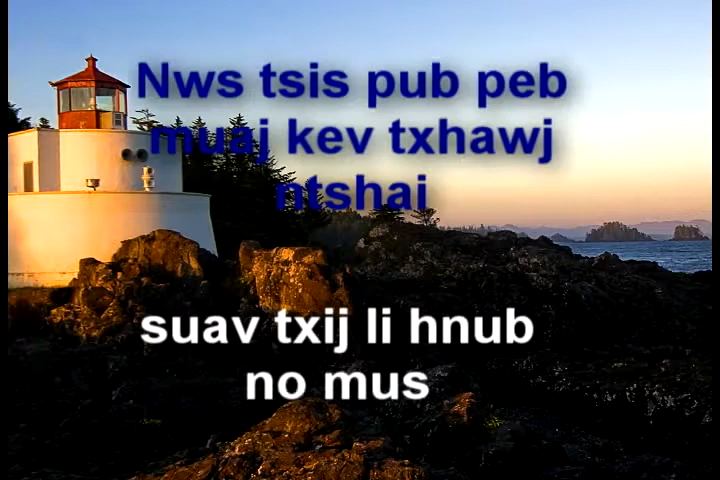 Nws tsis pub peb
muaj kev txhawj
ntshai
suav txij li hnub
no mus